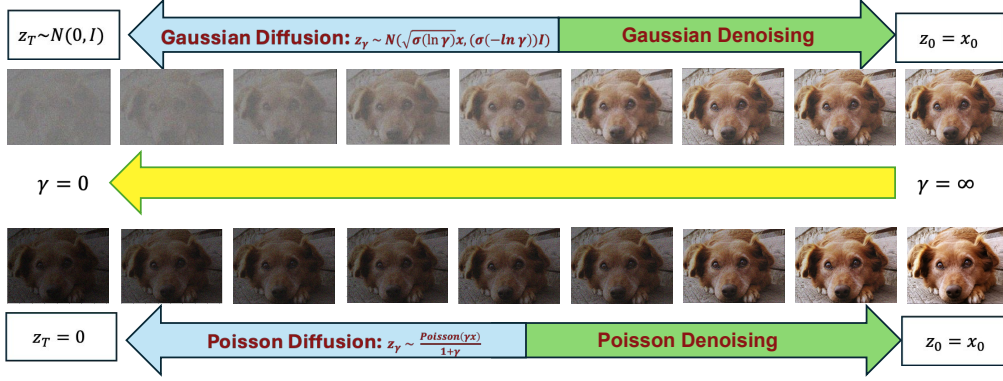 z_T~N(0, I)
Gaussian Diffusion: z_γ ~ N(√σ(ln γ)x, (σ(−ln γ))I)
Gaussian Denoising
z_0 = x_0
γ = 0
γ = ∞
z_T = 0
Poisson Diffusion: z_γ ~ Poisson(γx)/1+γ
Poisson Denoising
z_0 = x_0